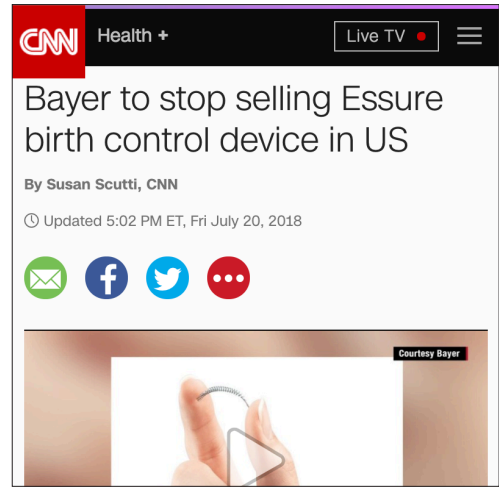 CNN
Health +
Live TV
Bayer to stop selling Essure
birth control device in US
By Susan Scutti, CNN
Updated 5:02 PM ET, Fri July 20, 2018
f
Courtesy Bayer